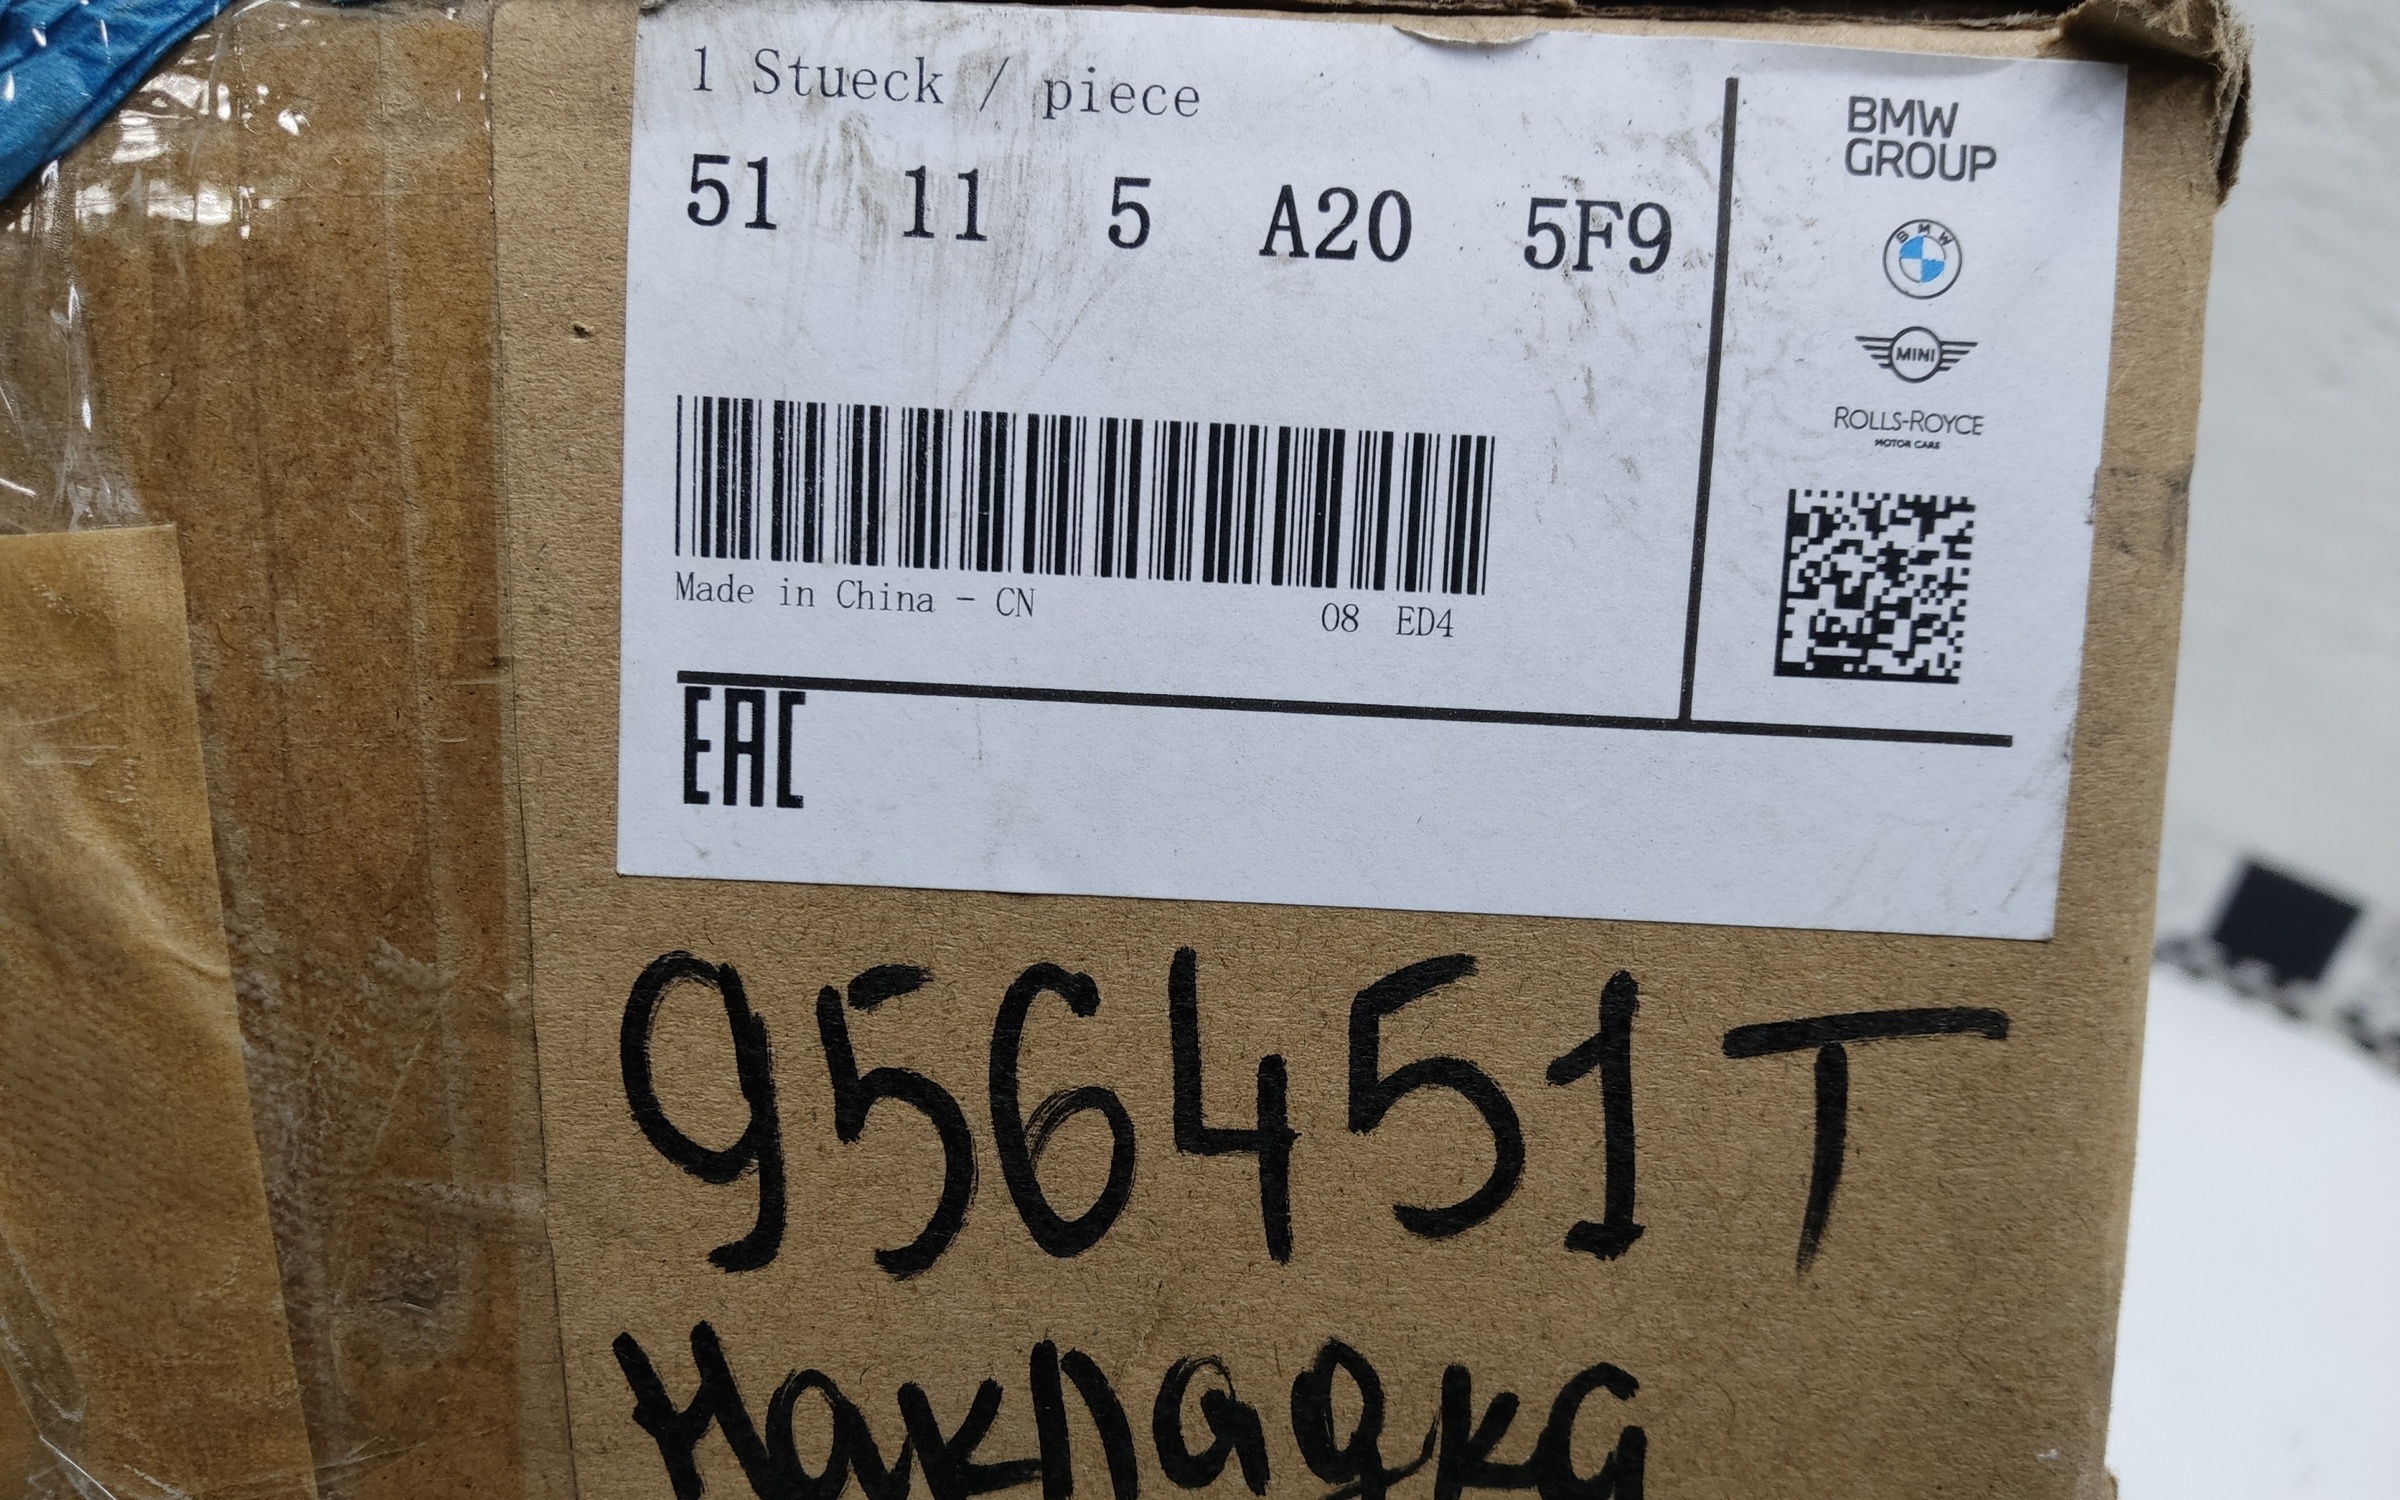 1 Stueck / piece
51 11 5 A20 5F9
BMW
GROUP
BMW
MINI
ROLLS-ROYCE
MOTOR CARS
Made in China - CN 08 ED4
EAC
956451T
Накладка